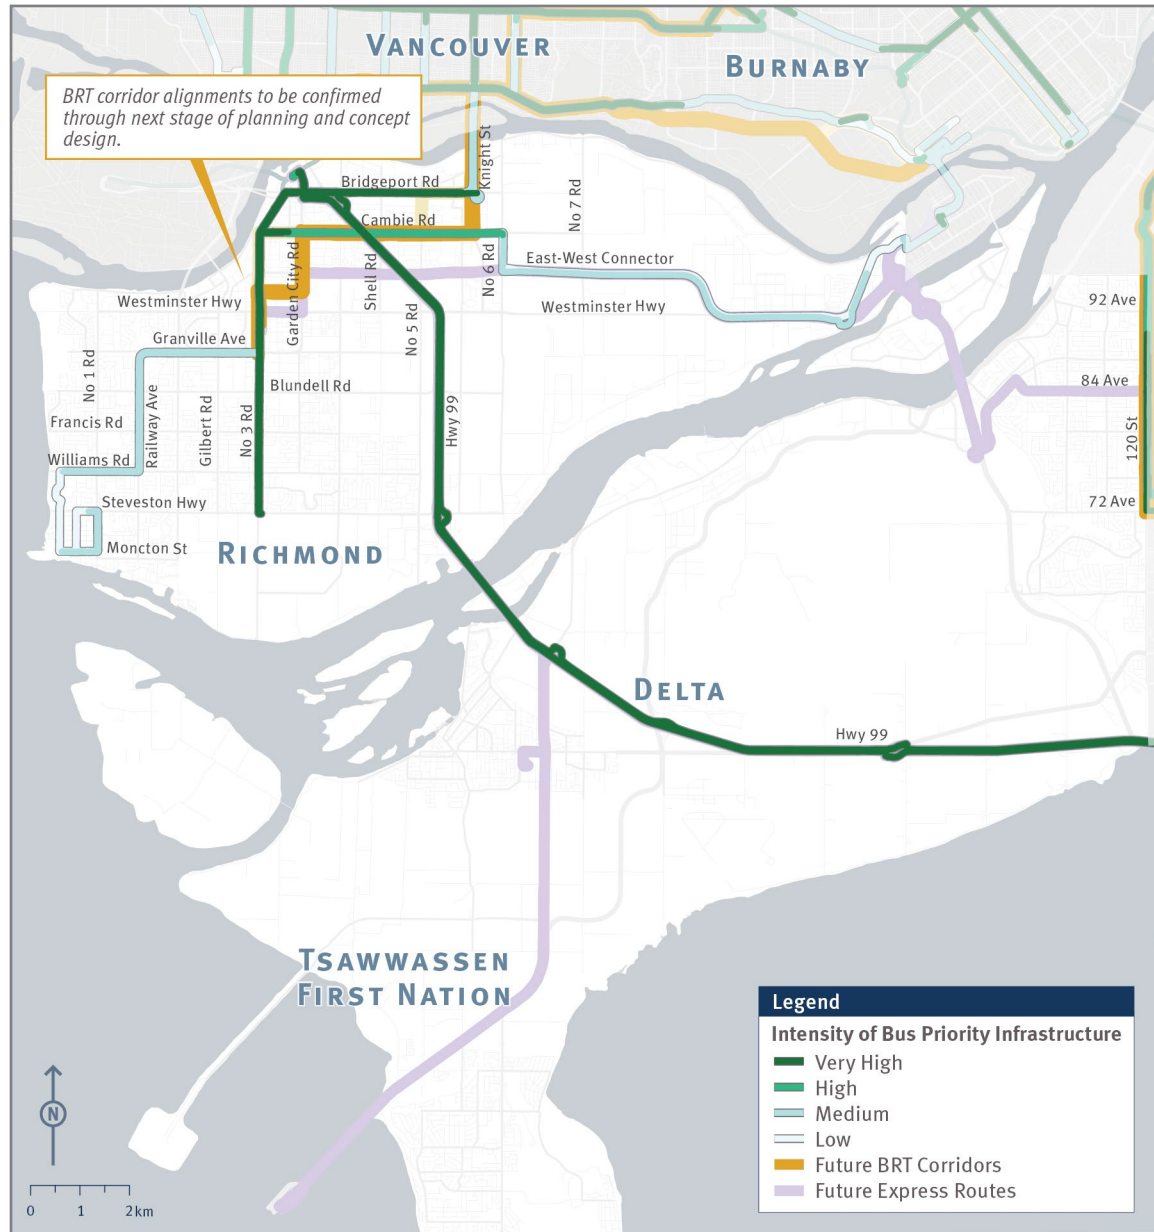 VANCOUVER
BURNABY
BRT corridor alignments to be confirmed
through next stage of planning and concept
design.
Knight St
Bridgeport Rd
No 7 Rd
Cambie Rd
Garden City Rd
Shell Rd
No 6 Rd
East-West Connector
Westminster Hwy
Westminster Hwy
92 Ave
No 5 Rd
Granville Ave
No 1 Rd
Blundell Rd
84 Ave
Railway Ave
Gilbert Rd
No 3 Rd
Hwy 99
Francis Rd
120 St
Williams Rd
Steveston Hwy
72 Ave
Moncton St
RICHMOND
DELTA
Hwy 99
TSAWWASSEN
FIRST NATION
Legend
Intensity of Bus Priority Infrastructure
Very High
High
Medium
Low
Future BRT Corridors
Future Express Routes
N
0 1 2km